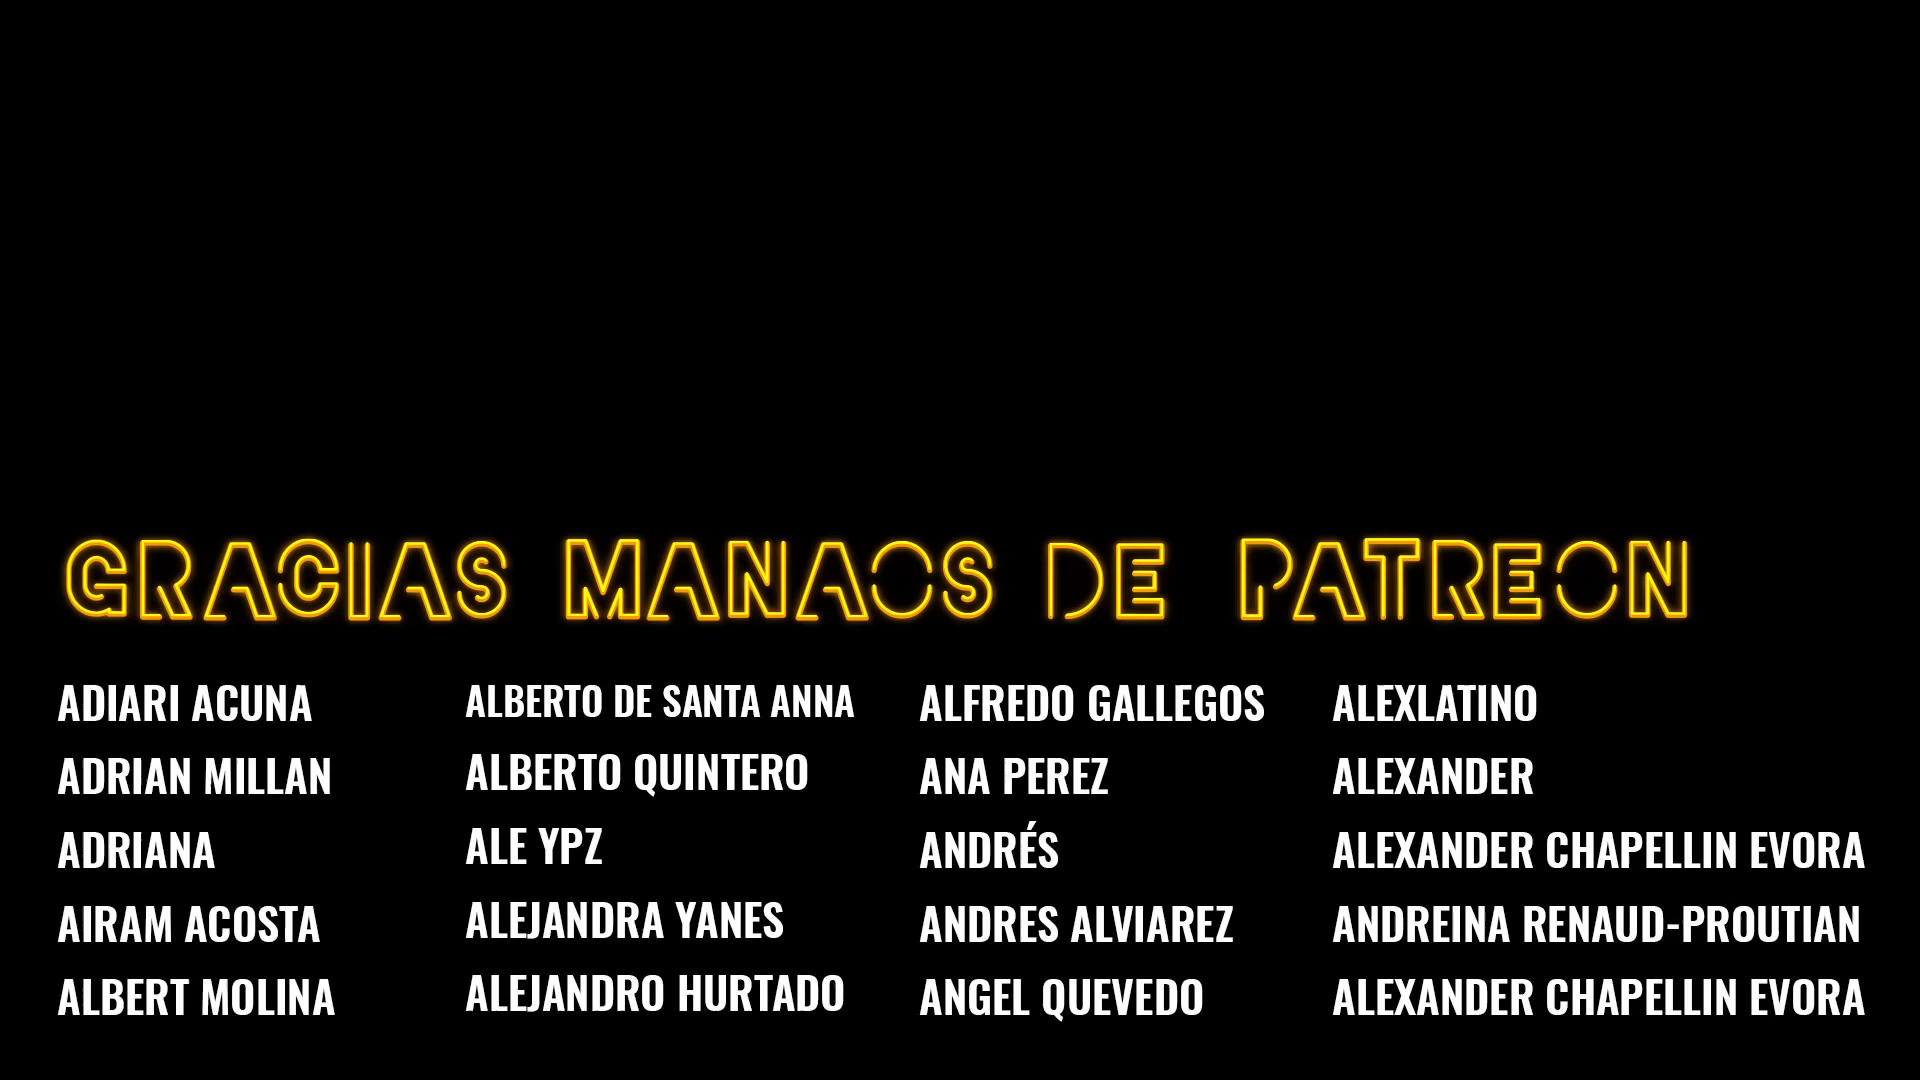 GRACIAS MANAOS DE PATREON
ADIARI ACUNA
ADRIAN MILLAN
ADRIANA
AIRAM ACOSTA
ALBERT MOLINA
ALBERTO DE SANTA ANNA
ALBERTO QUINTERO
ALE YPZ
ALEJANDRA YANES
ALEJANDRO HURTADO
ALFREDO GALLEGOS
ANA PEREZ
ANDRÉS
ANDRES ALVIAREZ
ANGEL QUEVEDO
ALEXLATINO
ALEXANDER
ALEXANDER CHAPELLIN EVORA
ANDREINA RENAUD-PROUTIAN
ALEXANDER CHAPELLIN EVORA